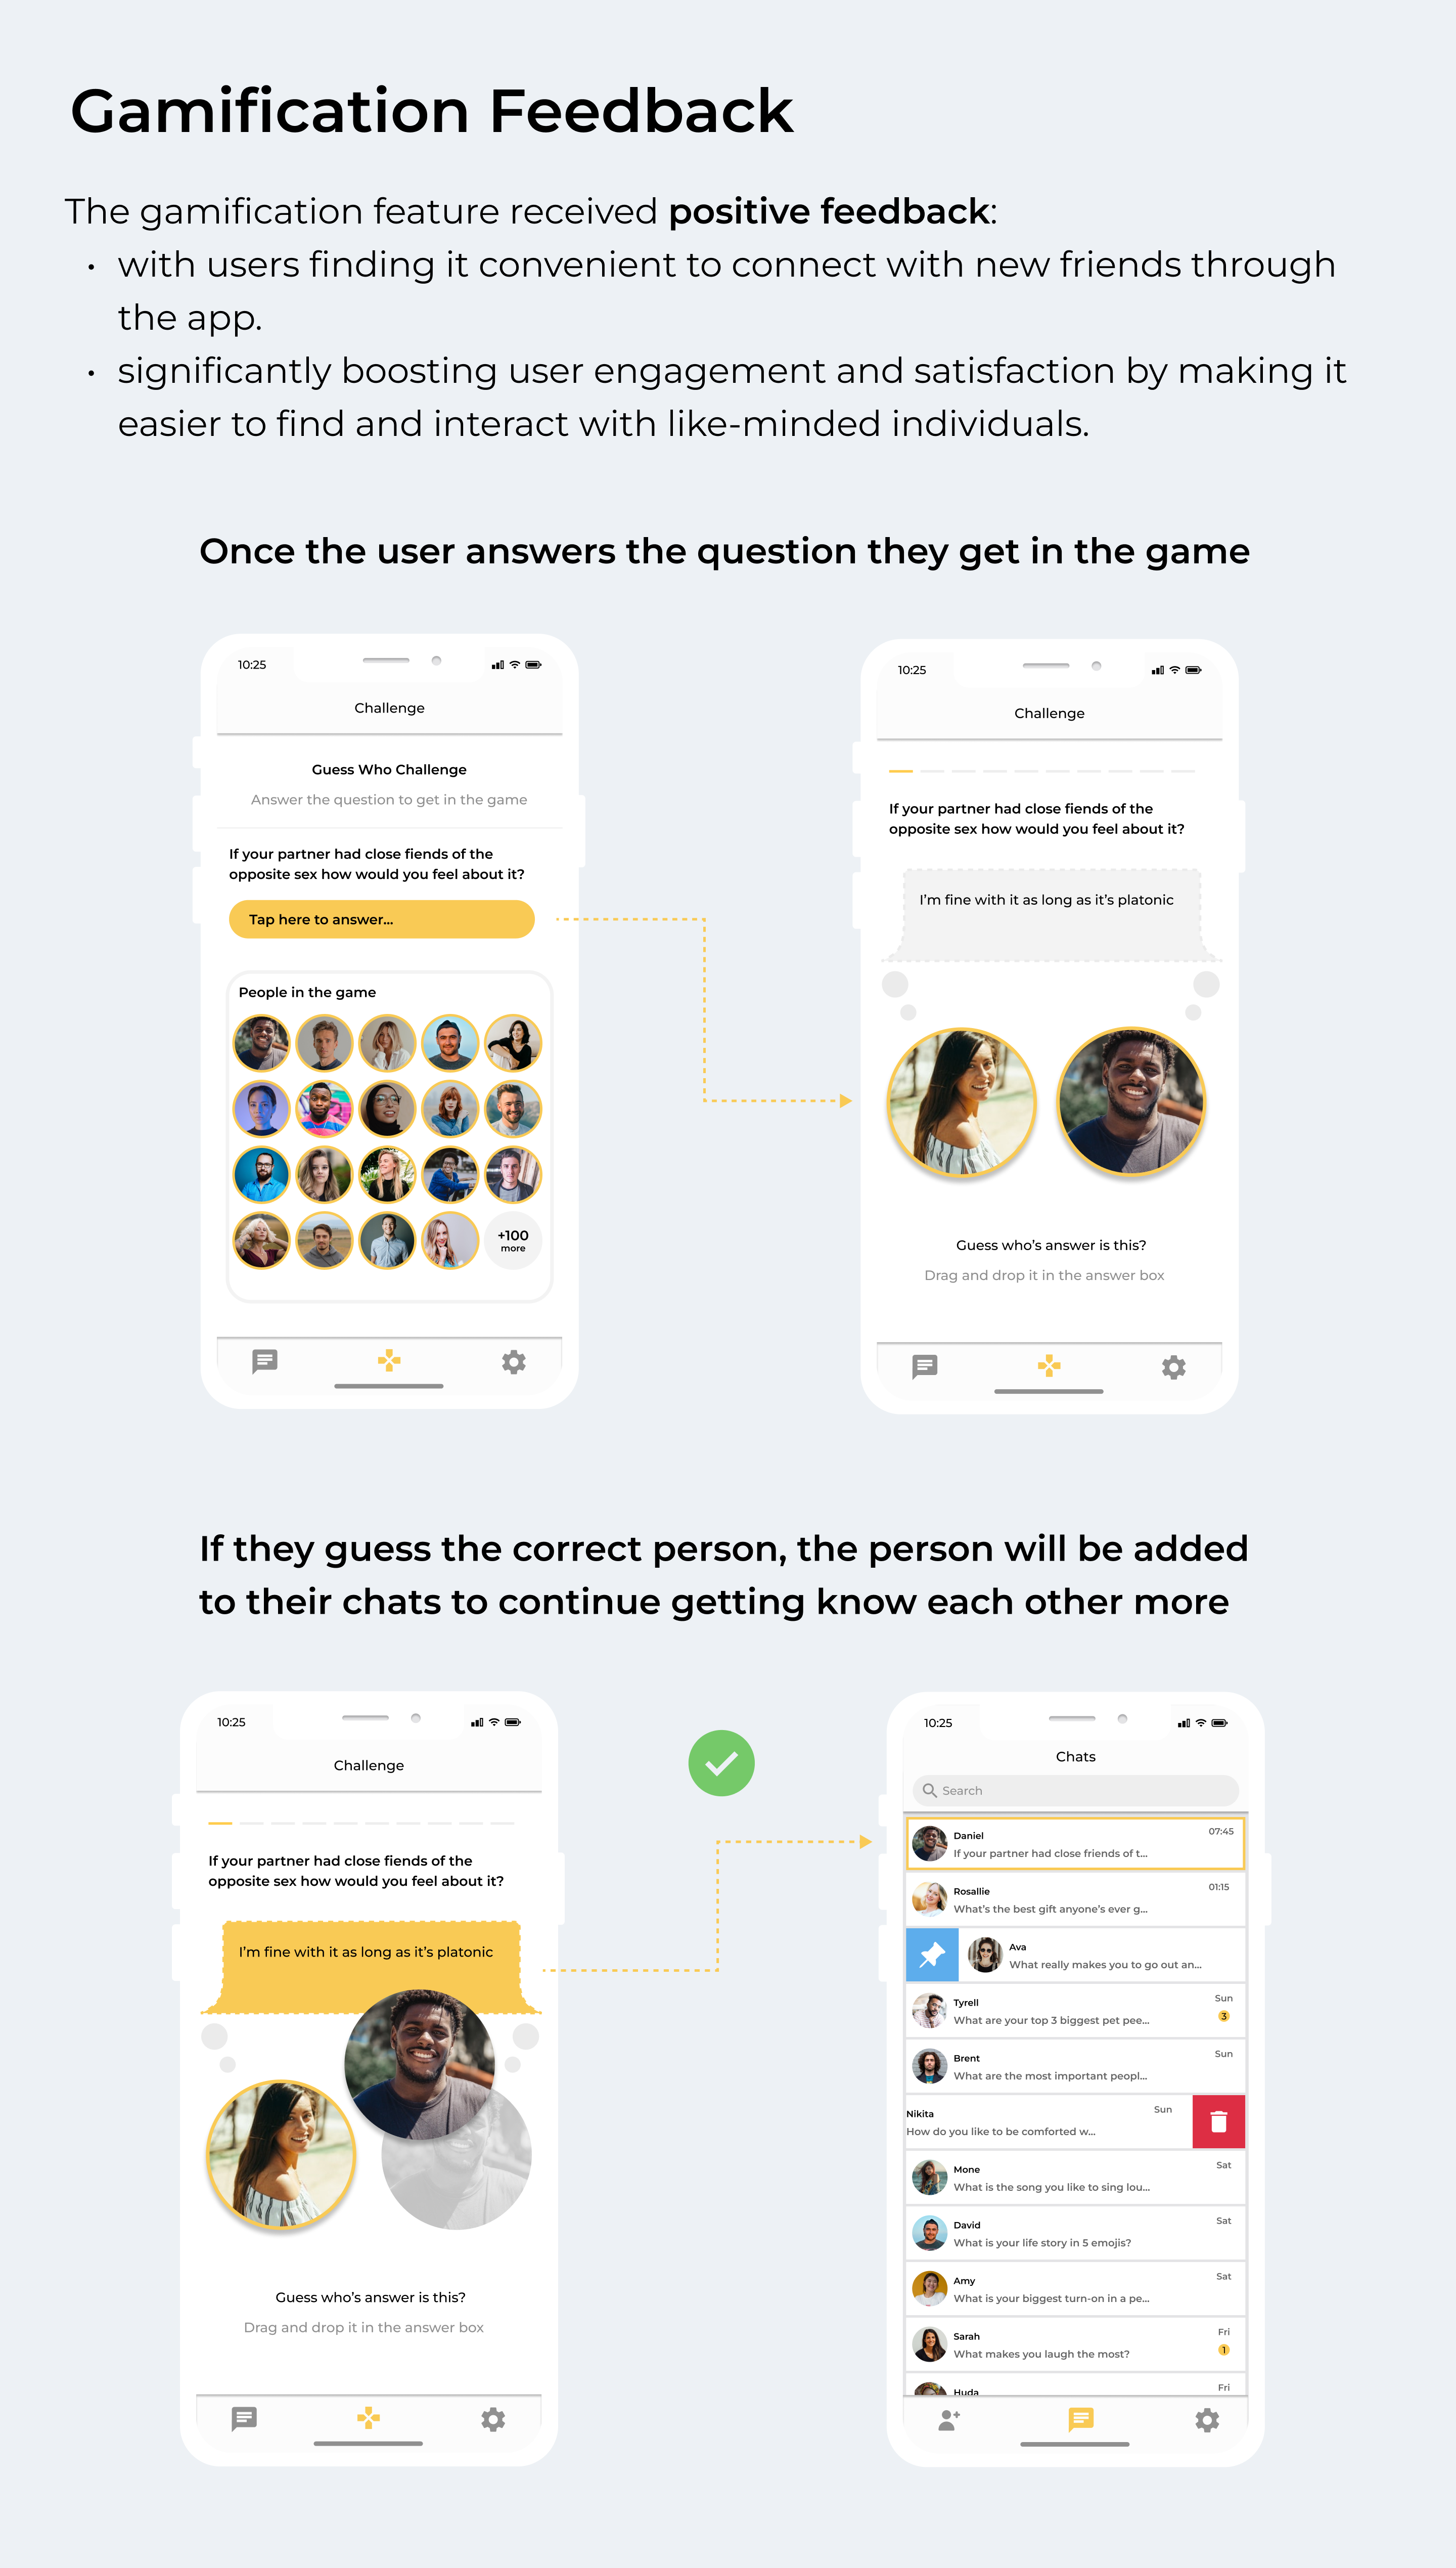 Gamification Feedback
The gamification feature received positive feedback:
• with users finding it convenient to connect with new friends through
the app.
• significantly boosting user engagement and satisfaction by making it
easier to find and interact with like-minded individuals.
Once the user answers the question they get in the game
10:25
Challenge
Guess Who Challenge
Answer the question to get in the game
If your partner had close fiends of the
opposite sex how would you feel about it?
Tap here to answer...
People in the game
+100
more
10:25
Challenge
If your partner had close fiends of the
opposite sex how would you feel about it?
I'm fine with it as long as it's platonic
Guess who's answer is this?
Drag and drop it in the answer box
If they guess the correct person, the person will be added
to their chats to continue getting know each other more
10:25
Challenge
If your partner had close fiends of the
opposite sex how would you feel about it?
I'm fine with it as long as it's platonic
Guess who's answer is this?
Drag and drop it in the answer box
10:25
Chats
Search
Daniel 07:45
If your partner had close friends of t...
Rosallie 01:15
What's the best gift anyone's ever g...
Ava
What really makes you to go out an...
Tyrell Sun
What are your top 3 biggest pet pee... 3
Brent Sun
What are the most important peopl...
Nikita Sun
How do you like to be comforted w...
Mone Sat
What is the song you like to sing lou...
David Sat
What is your life story in 5 emojis?
Amy Sat
What is your biggest turn-on in a pe...
Sarah Fri
What makes you laugh the most? 1
Huda Fri